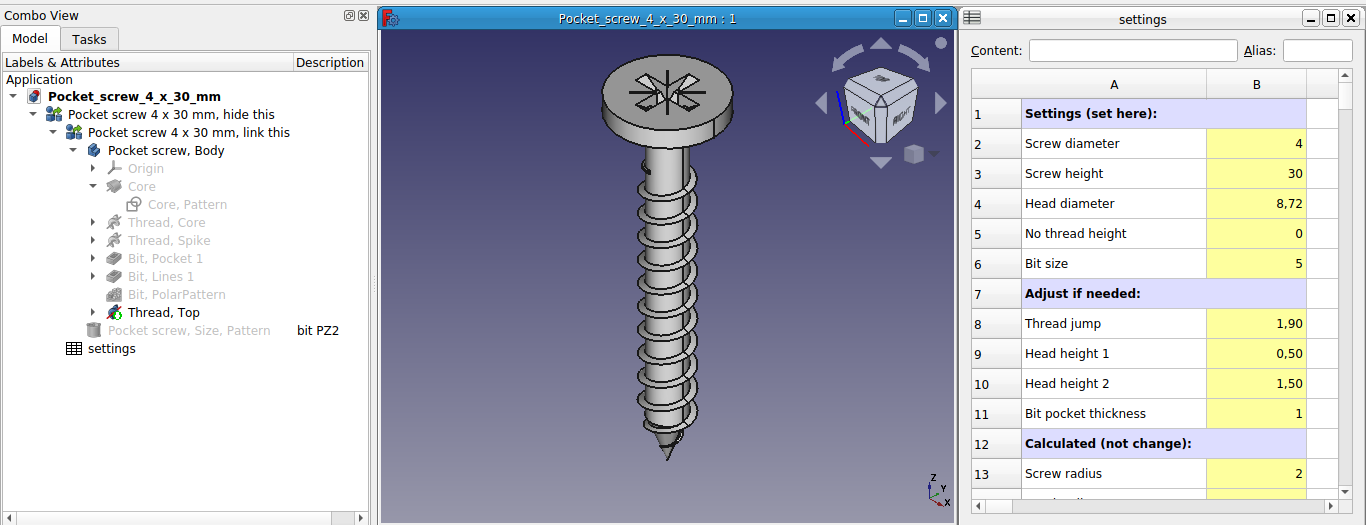 Combo View
Model
Tasks
Labels & Attributes
Description
Application
Pocket_screw_4_x_30_mm
Pocket screw 4 x 30 mm, hide this
Pocket screw 4 x 30 mm, link this
Pocket screw, Body
Origin
Core
Core, Pattern
Thread, Core
Thread, Spike
Bit, Pocket 1
Bit, Lines 1
Bit, PolarPattern
Thread, Top
Pocket screw, Size, Pattern bit PZ2
settings
Pocket_screw_4_x_30_mm : 1
FRONT
RIGHT
Z
Y
X
settings
Content:
Alias:
A B
1 Settings (set here):
2 Screw diameter 4
3 Screw height 30
4 Head diameter 8,72
5 No thread height 0
6 Bit size 5
7 Adjust if needed:
8 Thread jump 1,90
9 Head height 1 0,50
10 Head height 2 1,50
11 Bit pocket thickness 1
12 Calculated (not change):
13 Screw radius 2